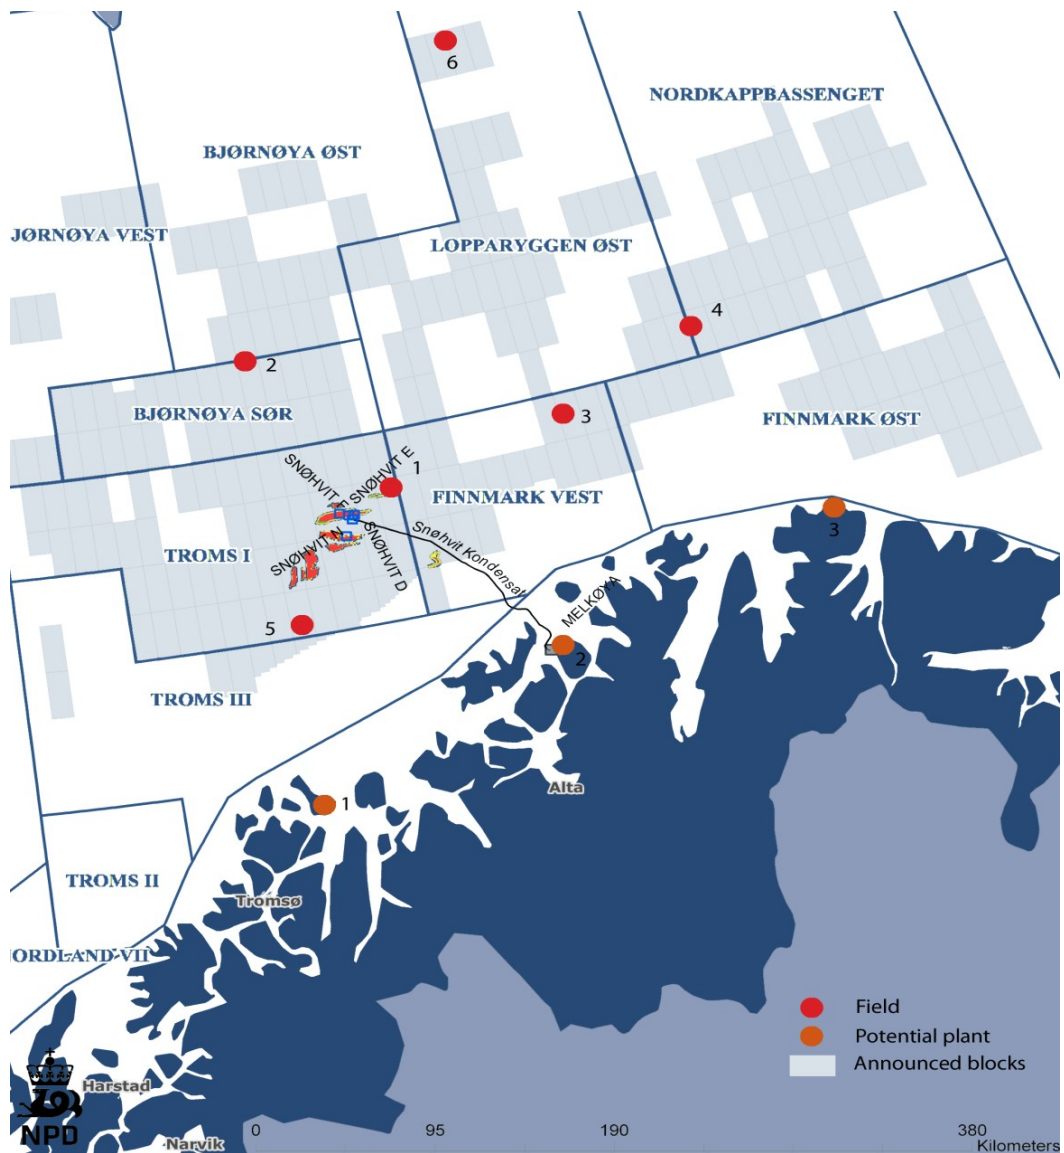 6
NORDKAPPBASSENGET
BJØRNØYA ØST
JØRNØYA VEST
LOPPARYGGEN ØST
4
2
BJØRNØYA SØR
3
FINNMARK ØST
SNØHVIT
SNØHVIT E
1
FINNMARK VEST
TROMS I
SNØHVIT N
SNØHVIT D
Snøhvit Kondensat
3
5
MELKØYA
2
TROMS III
Alta
1
TROMS II
Tromsø
ORDLAND VII
Field
Potential plant
Announced blocks
Harstad
NPD
Narvik
0 95 190 380
Kilometers